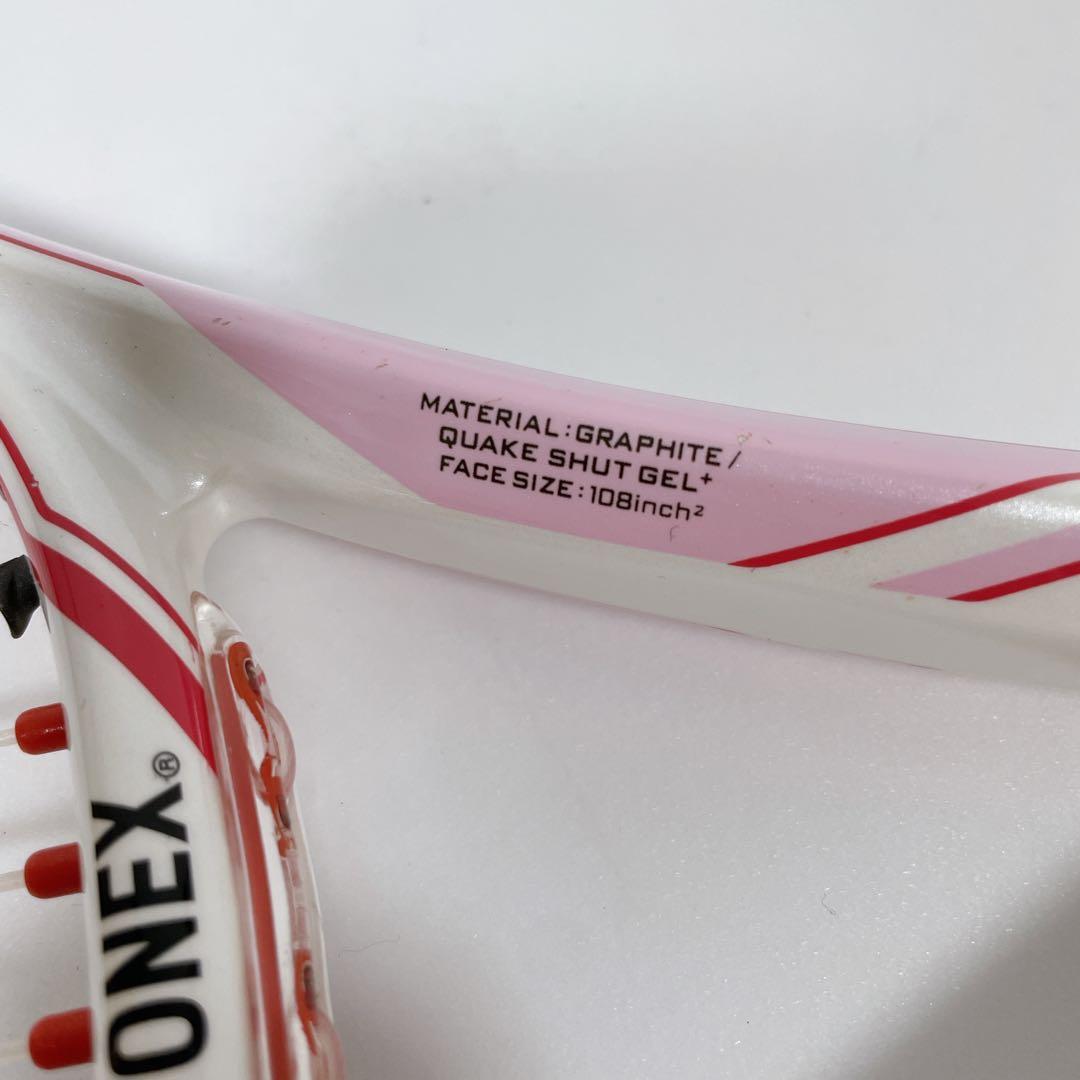 MATERIAL:GRAPHITE/
QUAKE SHUT GEL+
FACE SIZE:108inch²
ONEX®